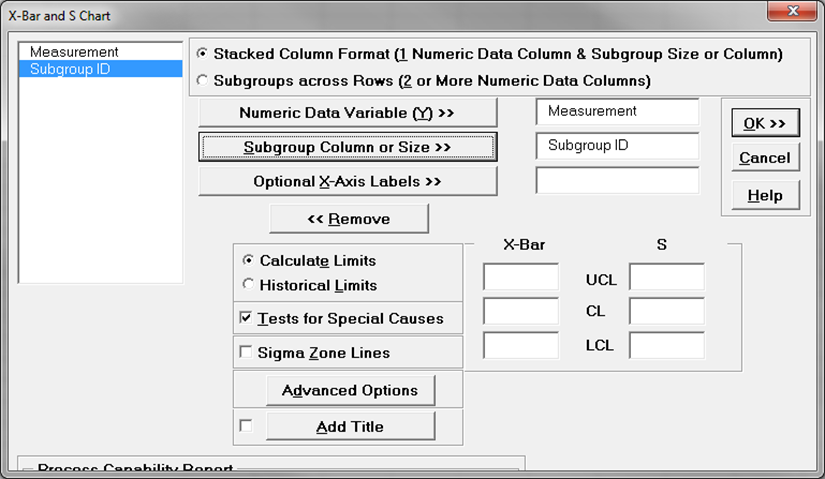 X-Bar and S Chart
Measurement
Subgroup ID
Stacked Column Format (1 Numeric Data Column & Subgroup Size or Column)
Subgroups across Rows (2 or More Numeric Data Columns)
Numeric Data Variable (Y) >>
Measurement
Subgroup Column or Size >>
Subgroup ID
Optional X-Axis Labels >>
<< Remove
OK >>
Cancel
Help
Calculate Limits
Historical Limits
Tests for Special Causes
Sigma Zone Lines
Advanced Options
Add Title
X-Bar
S
UCL
CL
LCL
Process Capability Report